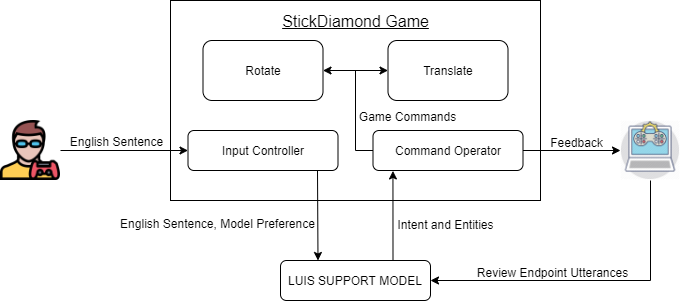 StickDiamond Game
Rotate
Translate
Game Commands
English Sentence
Input Controller
Command Operator
Feedback
English Sentence, Model Preference
Intent and Entities
LUIS SUPPORT MODEL
Review Endpoint Utterances